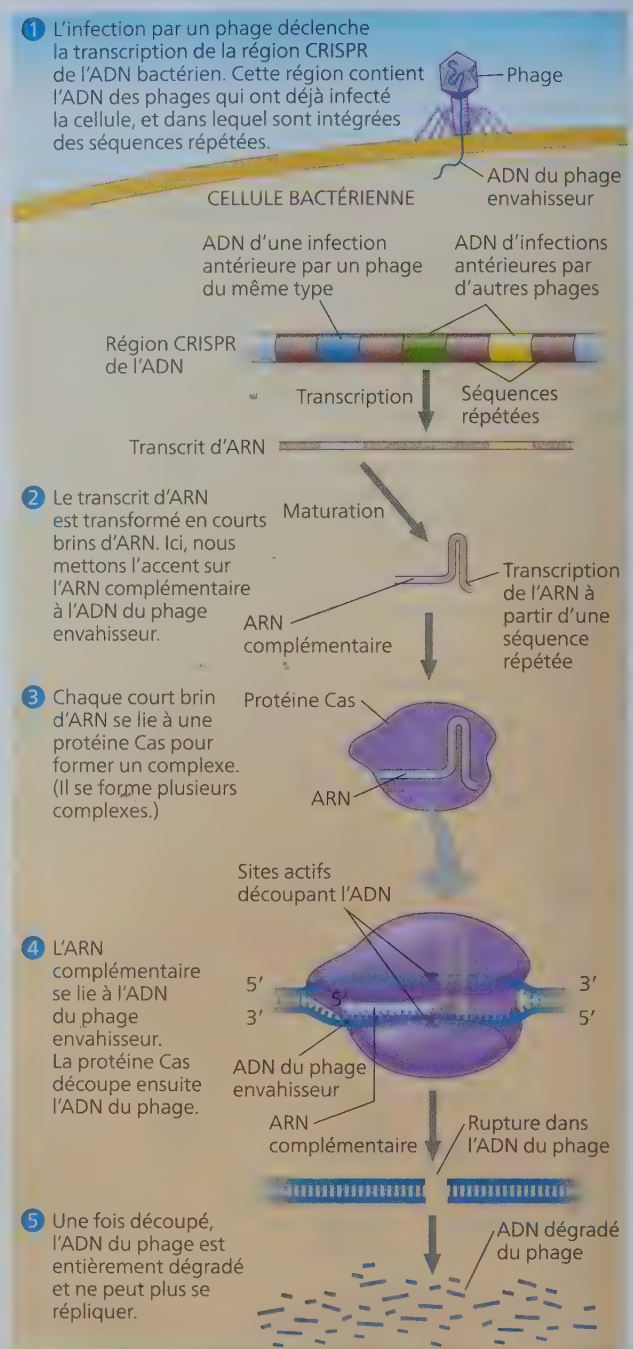 1 L'infection par un phage déclenche
la transcription de la région CRISPR
de l'ADN bactérien. Cette région contient
l'ADN des phages qui ont déjà infecté
la cellule, et dans lequel sont intégrées
des séquences répétées.
Phage
ADN du phage
envahisseur
CELLULE BACTÉRIENNE
ADN d'une infection
antérieure par un phage
du même type
ADN d'infections
antérieures par
d'autres phages
Région CRISPR
de l'ADN
Transcription
Séquences
répétées
Transcrit d'ARN
2 Le transcrit d'ARN
est transformé en courts
brins d'ARN. Ici, nous
mettons l'accent sur
l'ARN complémentaire
à l'ADN du phage
envahisseur.
Maturation
ARN
complémentaire
Transcription
de l'ARN à
partir d'une
séquence
répétée
3 Chaque court brin
d'ARN se lie à une
protéine Cas pour
former un complexe.
(Il se forme plusieurs
complexes.)
Protéine Cas
ARN
Sites actifs
découpant l'ADN
4 L'ARN
complémentaire
se lie à l'ADN
du phage
envahisseur.
La protéine Cas
découpe ensuite
l'ADN du phage.
5′
3′
5′
3′
5′
ADN du phage
envahisseur
ARN
complémentaire
Rupture dans
l'ADN du phage
5 Une fois découpé,
l'ADN du phage est
entièrement dégradé
et ne peut plus se
répliquer.
ADN dégradé
du phage